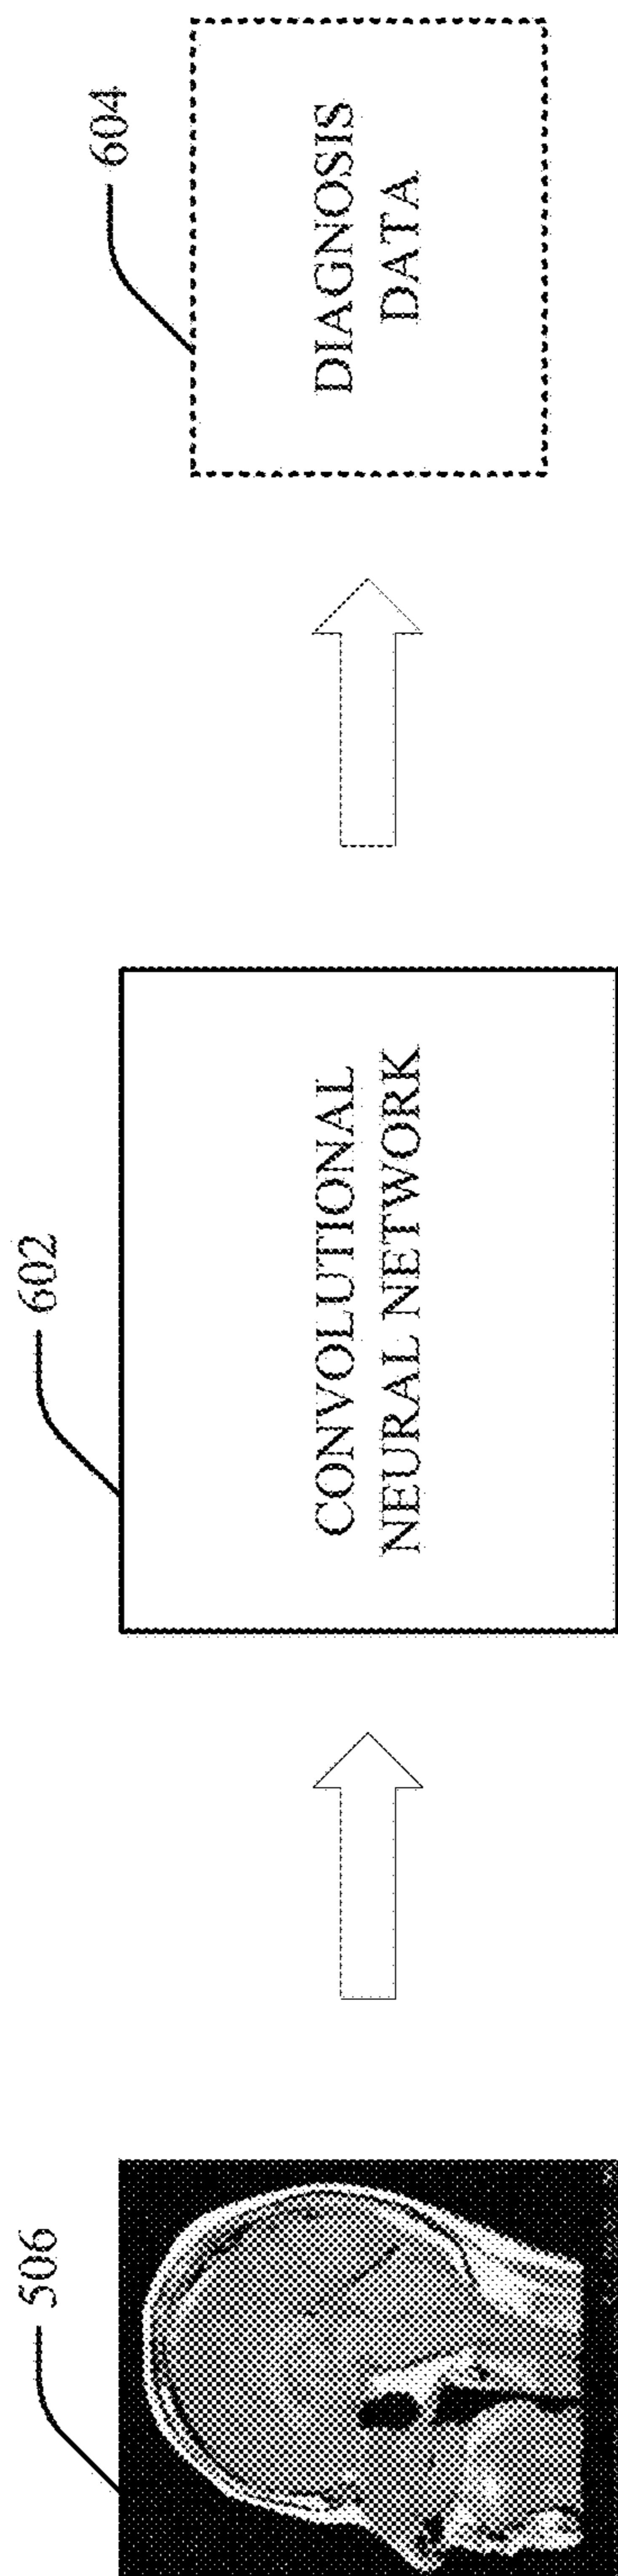 506
602
CONVOLUTIONAL
NEURAL NETWORK
604
DIAGNOSIS
DATA